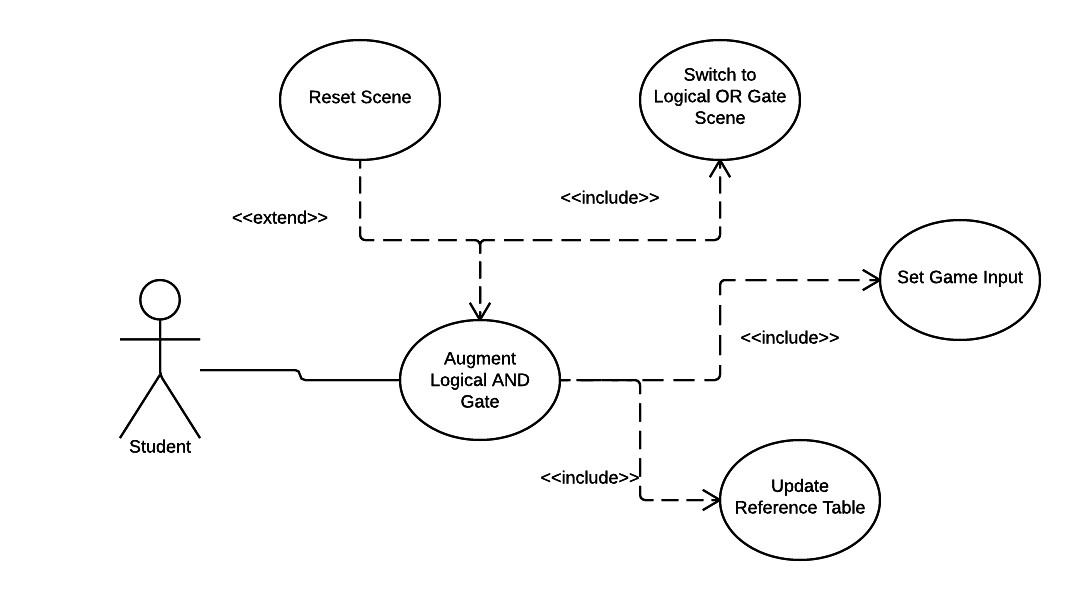 Reset Scene
Switch to
Logical OR Gate
Scene
<<include>>
<<extend>>
Set Game Input
<<include>>
Augment
Logical AND
Gate
Student
<<include>>
Update
Reference Table